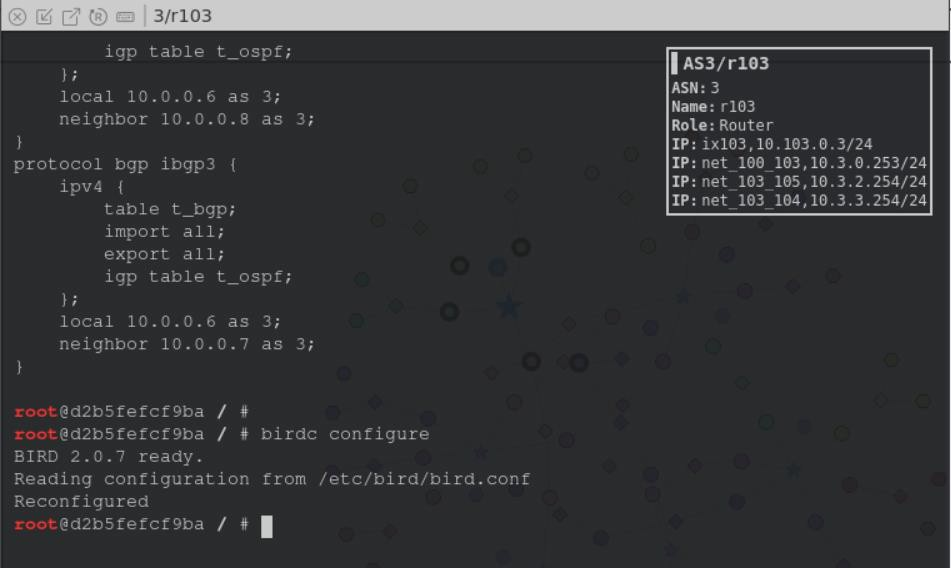 3/r103
igp table t_ospf;
};
local 10.0.0.6 as 3;
neighbor 10.0.0.8 as 3;
}
protocol bgp ibgp3 {
ipv4 {
table t_bgp;
import all;
export all;
igp table t_ospf;
};
local 10.0.0.6 as 3;
neighbor 10.0.0.7 as 3;
}
root@d2b5fefcf9ba / #
root@d2b5fefcf9ba / # birdc configure
BIRD 2.0.7 ready.
Reading configuration from /etc/bird/bird.conf
Reconfigured
root@d2b5fefcf9ba / #
AS3/r103
ASN: 3
Name: r103
Role: Router
IP: ix103,10.103.0.3/24
IP: net_100_103,10.3.0.253/24
IP: net_103_105,10.3.2.254/24
IP: net_103_104,10.3.3.254/24